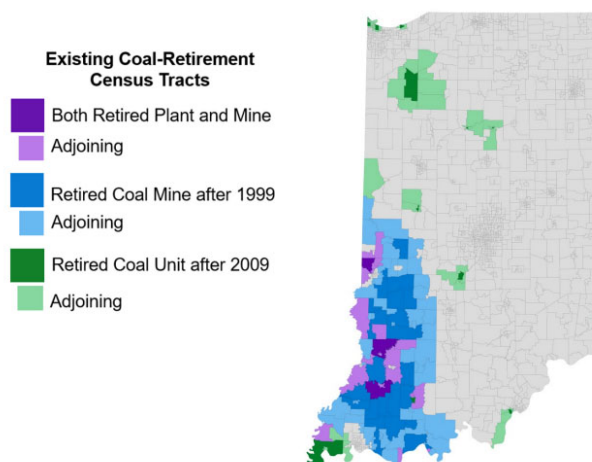 Existing Coal-Retirement
Census Tracts
Both Retired Plant and Mine
Adjoining
Retired Coal Mine after 1999
Adjoining
Retired Coal Unit after 2009
Adjoining